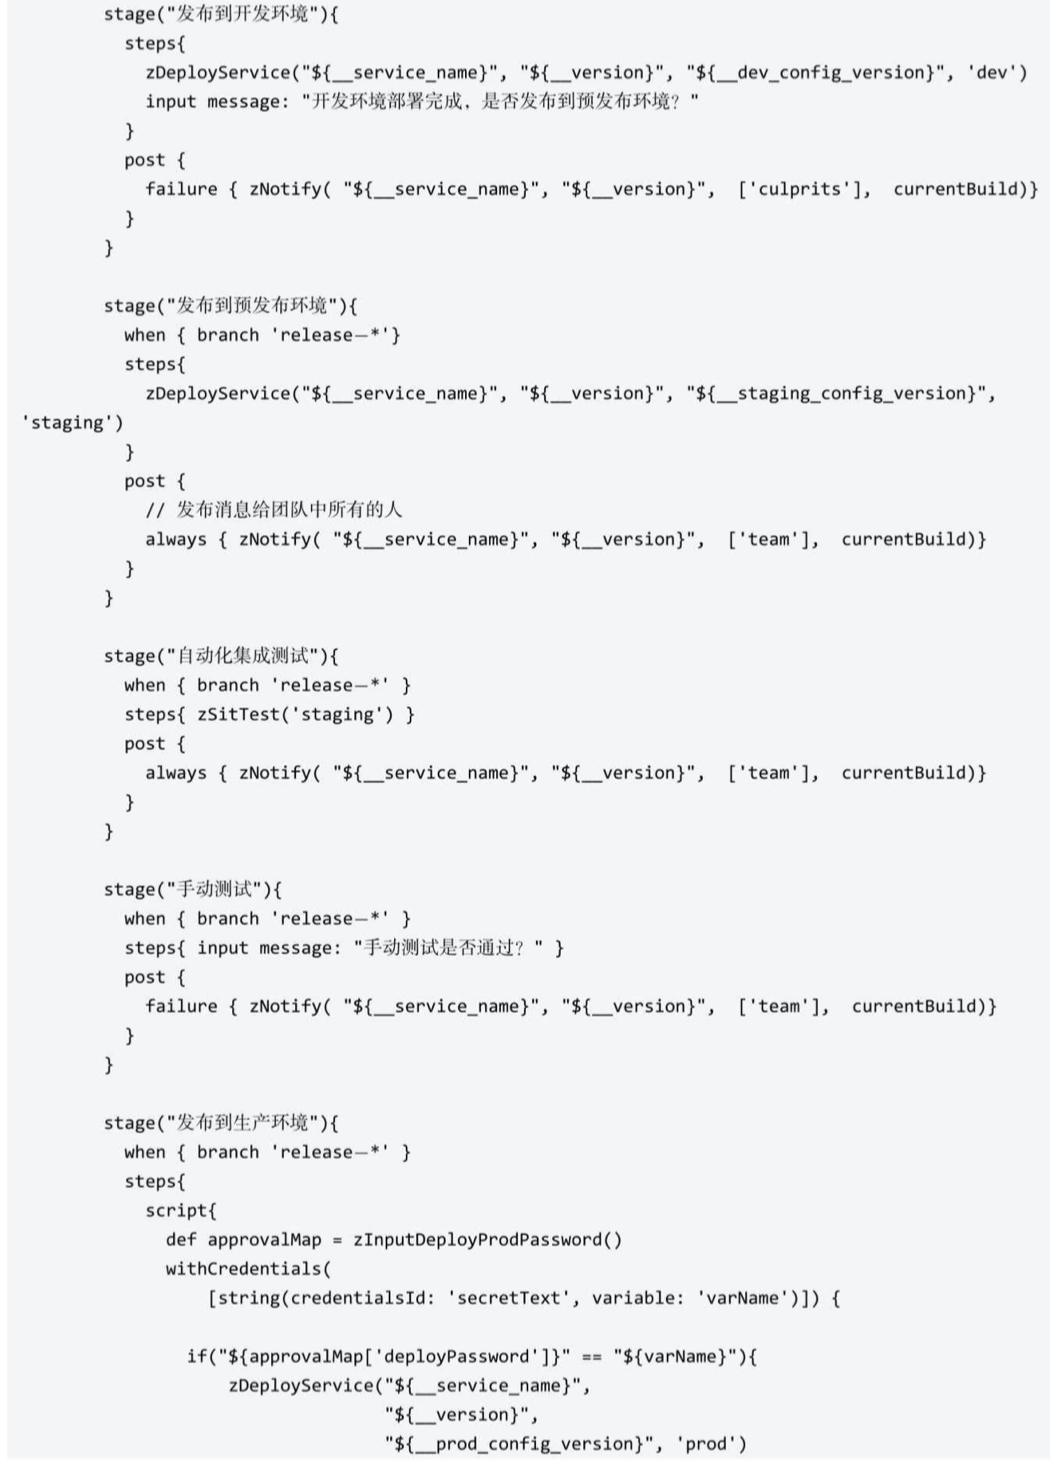 stage("发布到开发环境"){
steps{
zDeployService("${__service_name}", "${__version}", "${__dev_config_version}", 'dev')
input message: "开发环境部署完成，是否发布到预发布环境？"
}
post {
failure { zNotify( "${__service_name}", "${__version}", ['culprits'], currentBuild)}
}
}
stage("发布到预发布环境"){
when { branch 'release—*'}
steps{
zDeployService("${__service_name}", "${__version}", "${__staging_config_version}",
'staging')
}
post {
// 发布消息给团队中所有的人
always { zNotify( "${__service_name}", "${__version}", ['team'], currentBuild)}
}
}
stage("自动化集成测试"){
when { branch 'release—*' }
steps{ zSitTest('staging') }
post {
always { zNotify( "${__service_name}", "${__version}", ['team'], currentBuild)}
}
}
stage("手动测试"){
when { branch 'release—*' }
steps{ input message: "手动测试是否通过？" }
post {
failure { zNotify( "${__service_name}", "${__version}", ['team'], currentBuild)}
}
}
stage("发布到生产环境"){
when { branch 'release—*' }
steps{
script{
def approvalMap = zInputDeployProdPassword()
withCredentials(
[string(credentialsId: 'secretText', variable: 'varName')]) {
if("${approvalMap['deployPassword']}" == "${varName}"){
zDeployService("${__service_name}",
"${__version}",
"${__prod_config_version}", 'prod')